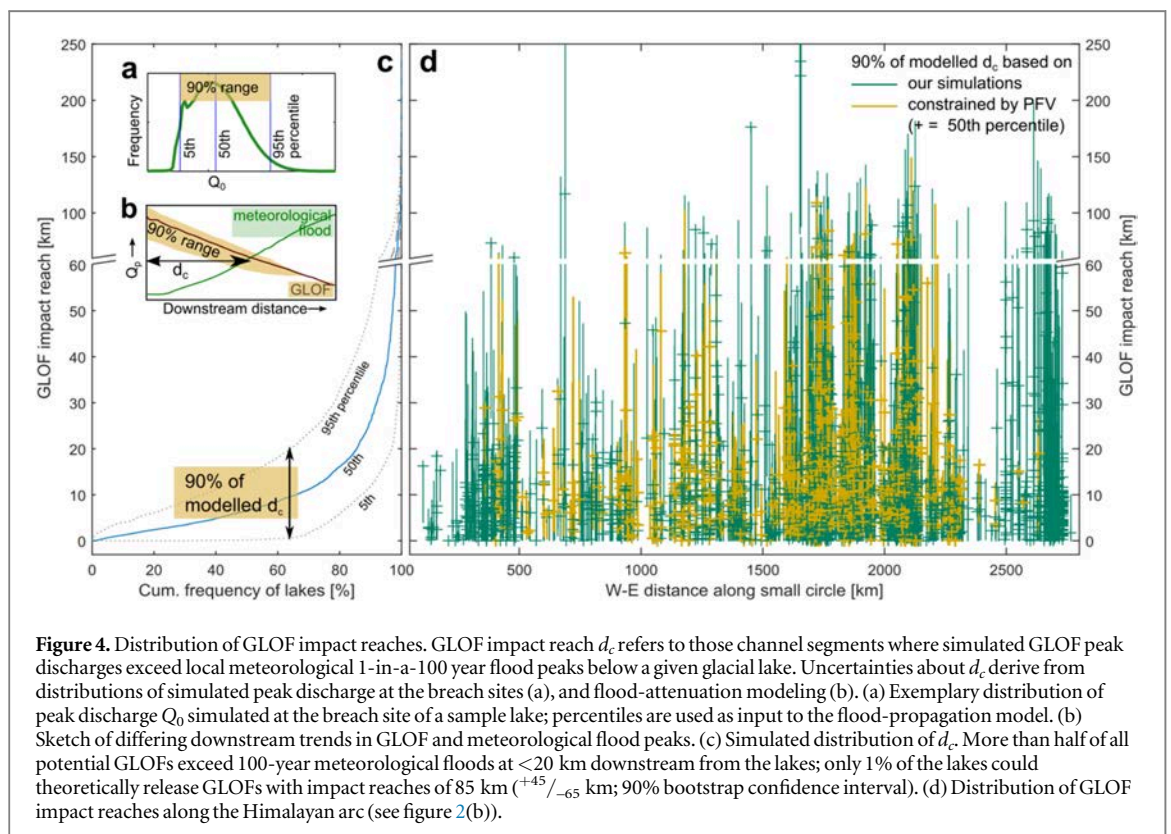 250
200
150
100
60
50
40
30
20
10
0
GLOF impact reach [km]
a
90% range
5th
50th
95th
percentile
Frequency
Q₀
b
meteorological
flood
90% range
Qₚ
d_c
GLOF
Downstream distance
c
95th percentile
50th
5th
90% of
modelled d_c
0 20 40 60 80 100
Cum. frequency of lakes [%]
d
90% of modelled d_c based on
our simulations
constrained by PFV
(+ = 50th percentile)
250
200
150
100
60
50
40
30
20
10
0
GLOF impact reach [km]
500 1000 1500 2000 2500
W-E distance along small circle [km]
Figure 4. Distribution of GLOF impact reaches. GLOF impact reach d_c refers to those channel segments where simulated GLOF peak
discharges exceed local meteorological 1-in-a-100 year flood peaks below a given glacial lake. Uncertainties about d_c derive from
distributions of simulated peak discharge at the breach sites (a), and flood-attenuation modeling (b). (a) Exemplary distribution of
peak discharge Q₀ simulated at the breach site of a sample lake; percentiles are used as input to the flood-propagation model. (b)
Sketch of differing downstream trends in GLOF and meteorological flood peaks. (c) Simulated distribution of d_c. More than half of all
potential GLOFs exceed 100-year meteorological floods at <20 km downstream from the lakes; only 1% of the lakes could
theoretically release GLOFs with impact reaches of 85 km (⁺⁴⁵/₋₆₅ km; 90% bootstrap confidence interval). (d) Distribution of GLOF
impact reaches along the Himalayan arc (see figure 2(b)).